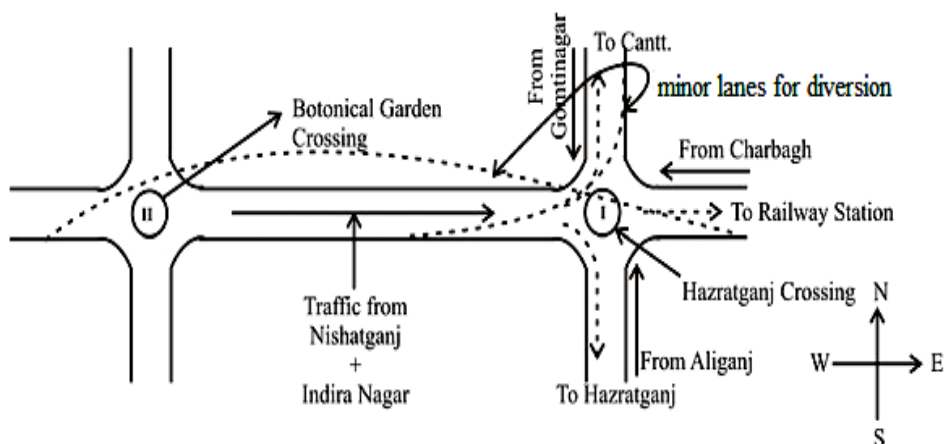 To Cantt.
From
Gomtinagar
minor lanes for diversion
Botonical Garden
Crossing
From Charbagh
II
I
To Railway Station
Traffic from
Nishatganj
+
Indira Nagar
Hazratganj Crossing
From Aliganj
To Hazratganj
N
W
E
S